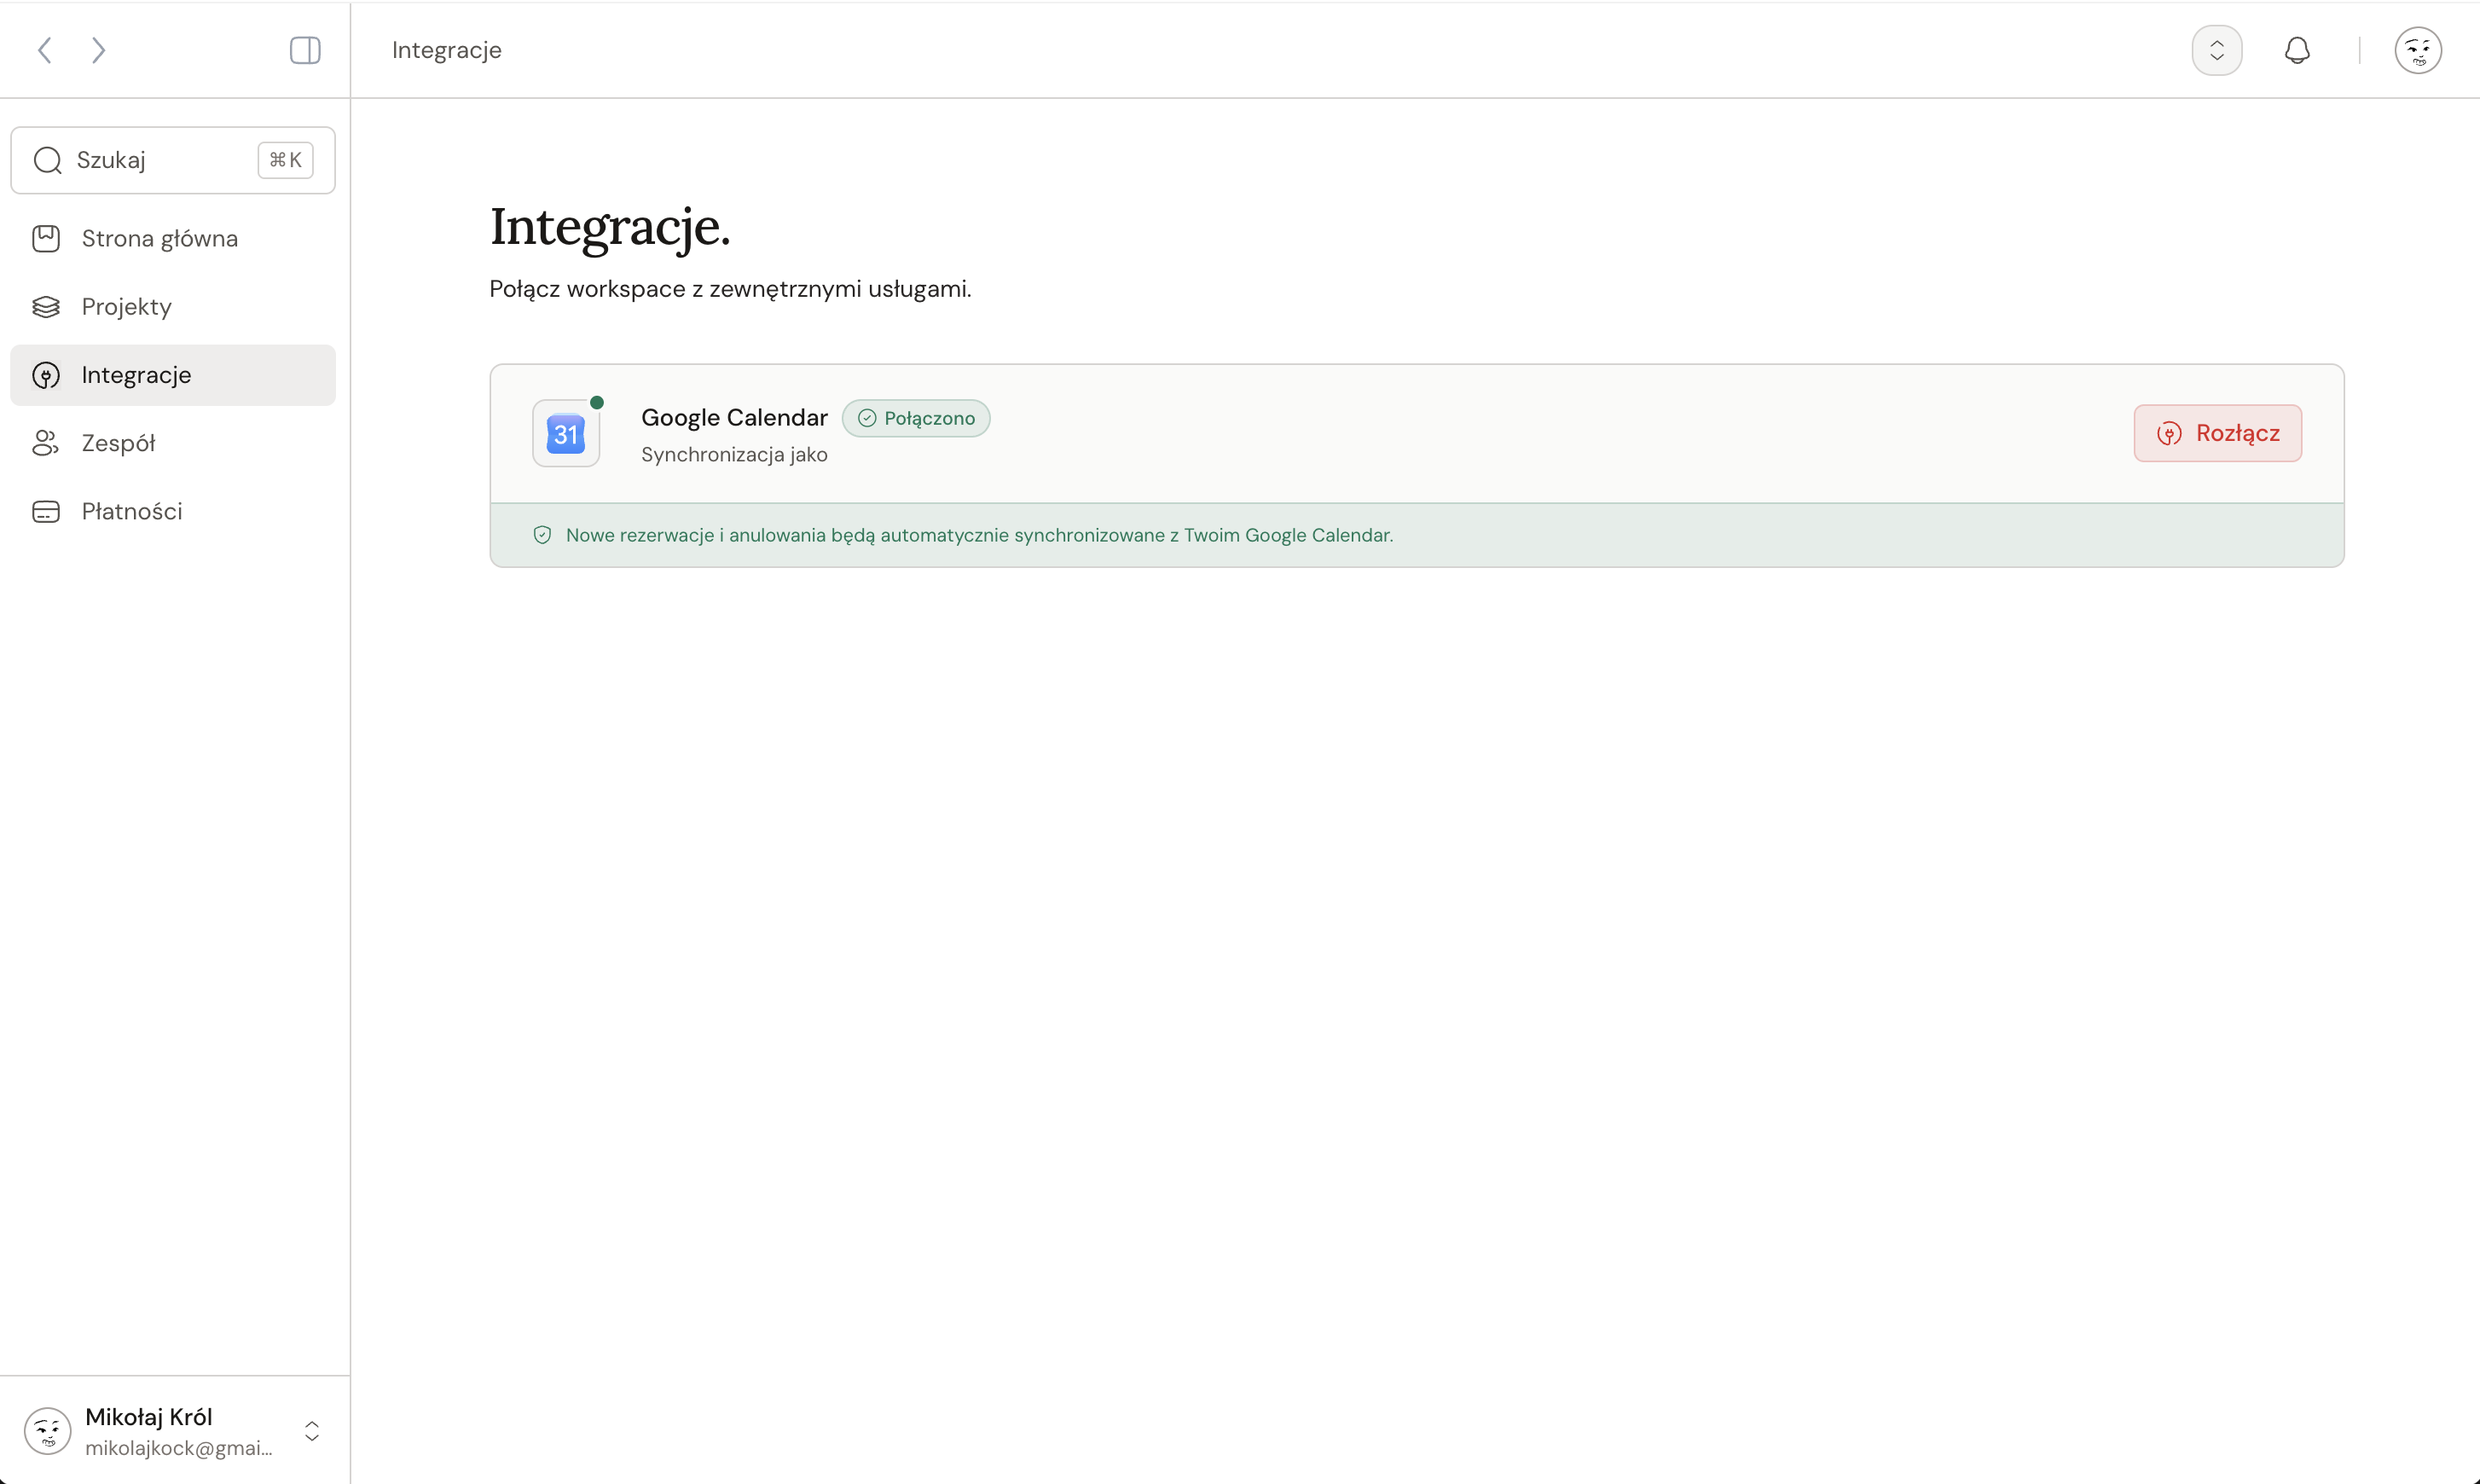 Integracje
Szukaj ⌘K
Strona główna
Projekty
Integracje
Zespół
Płatności
Integracje.
Połącz workspace z zewnętrznymi usługami.
31
Google Calendar Połączono
Synchronizacja jako
Rozłącz
Nowe rezerwacje i anulowania będą automatycznie synchronizowane z Twoim Google Calendar.
Mikołaj Król
mikolajkock@gmai...